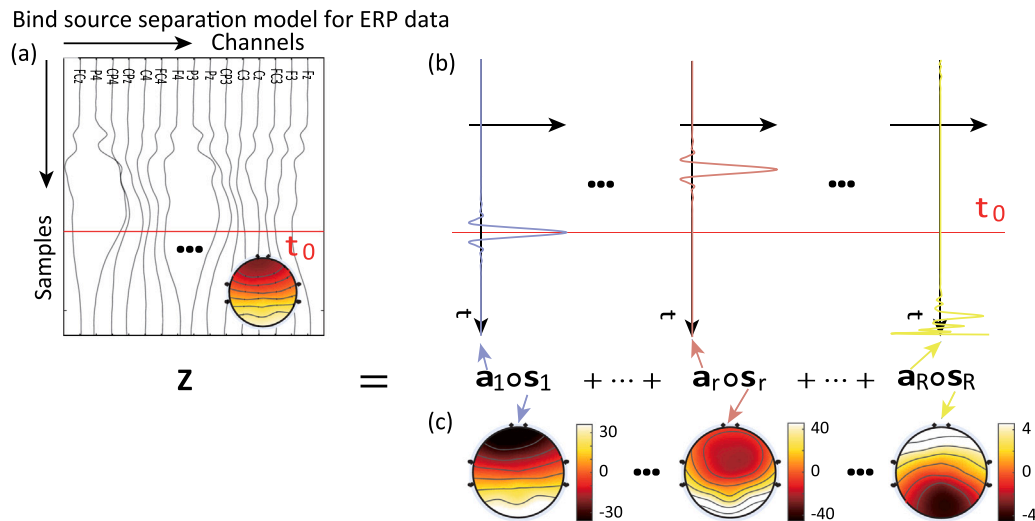 Bind source separation model for ERP data
(a)
Channels
Samples
FCz P4 CP4 CPz C4 FC4 F4 P3 Pz CP3 C3 Cz FC3 F3 Fz
t0
(b)
t0
t
t
t
Z = a1∘s1 + ··· + ar∘sr + ··· + aR∘sR
(c)
30
0
-30
40
0
-40
4
0
-4